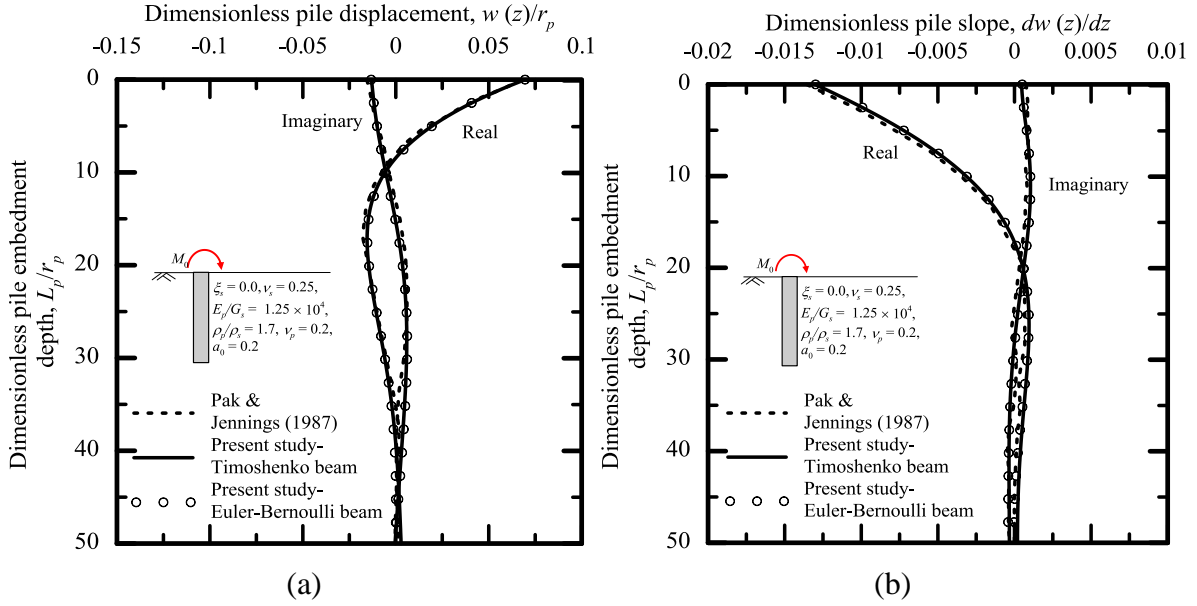 Dimensionless pile displacement, w (z)/r_p
-0.15 -0.1 -0.05 0 0.05 0.1
0
10
20
30
40
50
Dimensionless pile embedment
depth, L_p/r_p
Imaginary
Real
M_0
ξ_s = 0.0, ν_s = 0.25,
E_p/G_s = 1.25 × 10^4,
ρ_p/ρ_s = 1.7, ν_p = 0.2,
a_0 = 0.2
Pak &
Jennings (1987)
Present study-
Timoshenko beam
Present study-
Euler-Bernoulli beam
(a)
Dimensionless pile slope, dw (z)/dz
-0.02 -0.015 -0.01 -0.005 0 0.005 0.01
0
10
20
30
40
50
Dimensionless pile embedment
depth, L_p/r_p
Real
Imaginary
M_0
ξ_s = 0.0, ν_s = 0.25,
E_p/G_s = 1.25 × 10^4,
ρ_p/ρ_s = 1.7, ν_p = 0.2,
a_0 = 0.2
Pak &
Jennings (1987)
Present study-
Timoshenko beam
Present study-
Euler-Bernoulli beam
(b)